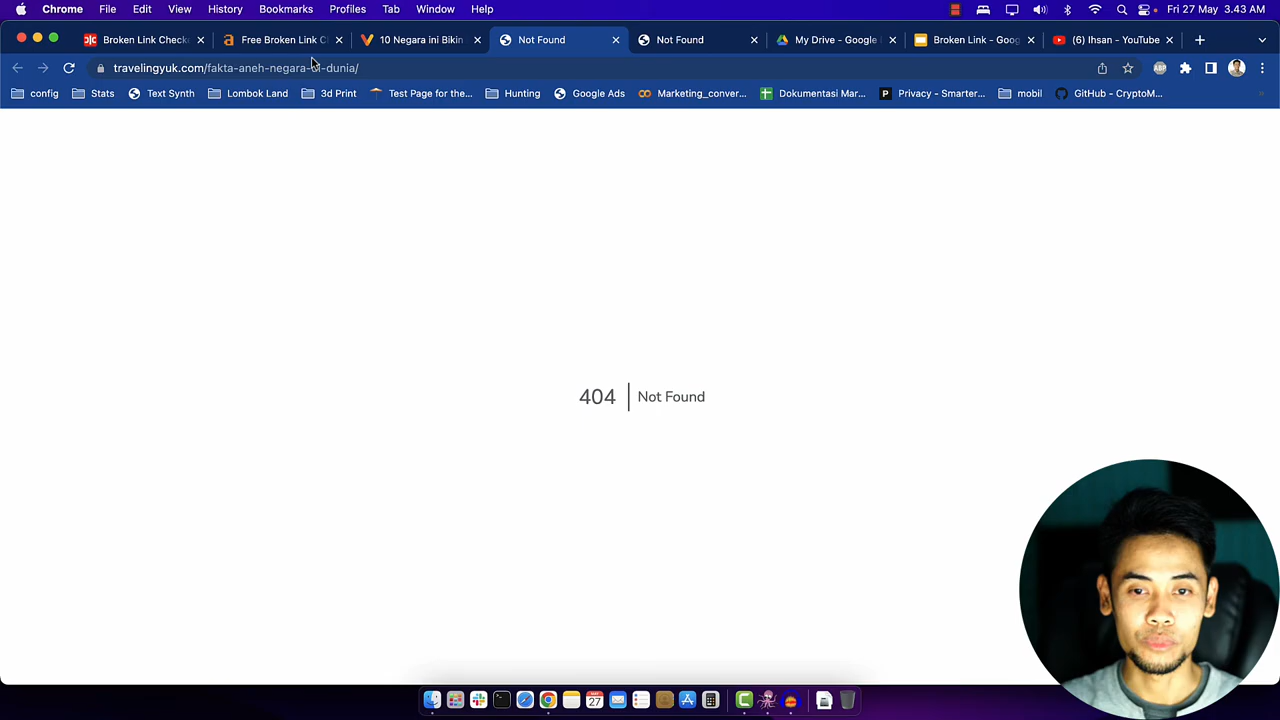 Chrome File Edit View History Bookmarks Profiles Tab Window Help Fri 27 May 3.43 AM
Broken Link Checke Free Broken Link C 10 Negara ini Bikin Not Found Not Found My Drive - Google Broken Link - Goog (6) Ihsan - YouTube
travelingyuk.com/fakta-aneh-negara-di-dunia/ ABP
config Stats Text Synth Lombok Land 3d Print Test Page for the... Hunting Google Ads Marketing_conver... Dokumentasi Mar... Privacy - Smarter... mobil GitHub - CryptoM...
404 Not Found